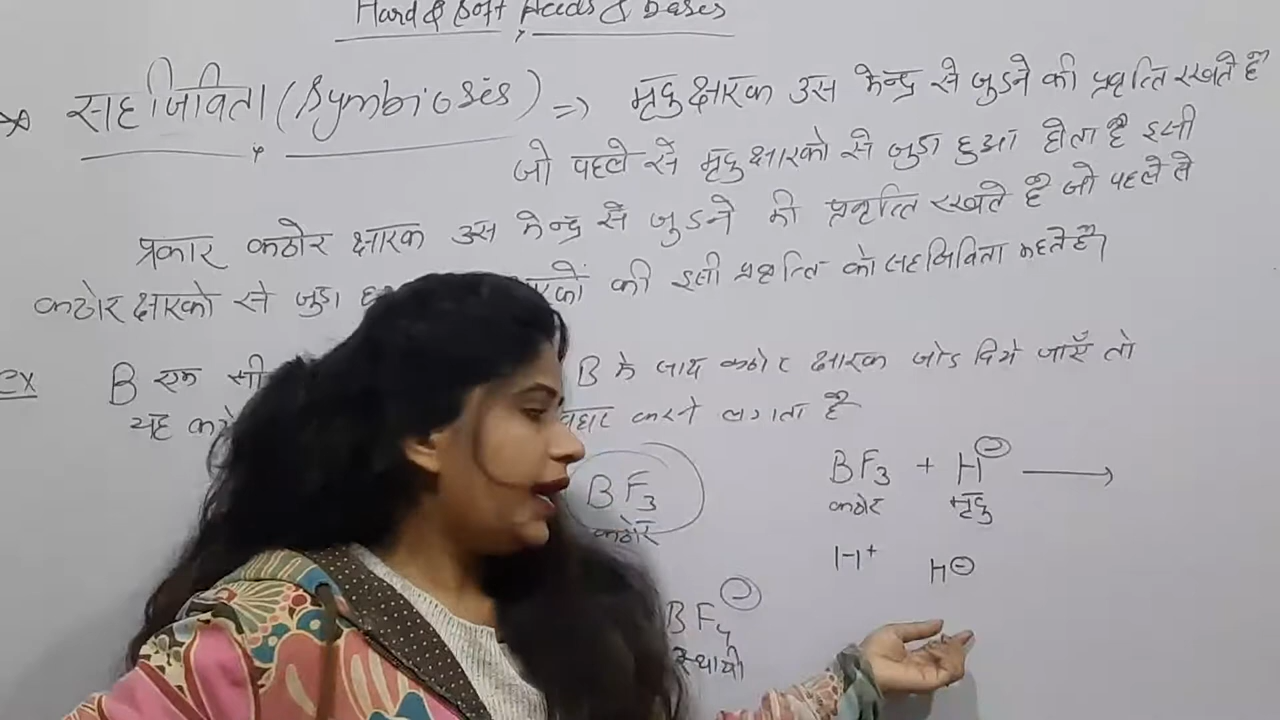 Hard & Soft Acids & Bases
* सहजिविता (Symbiosis) => मृदु क्षारक उस केन्द्र से जुडने की प्रवृत्ति रखते है
जो पहले से मृदु क्षारको से जुडा हुआ होता है इसी
प्रकार कठोर क्षारक उस केन्द्र से जुडने की प्रवृत्ति रखते है जो पहले से
कठोर क्षारको से जुडा की इसी प्रवृत्ति को सहजिविता कहते है।
Ex B एक सी B के साथ कठोर क्षारक जोड दिये जाएँ तो
यह करने लगता है
BF3 BF3 + H⊖ ⟶
कठोर कठोर मृदु
H+ H⊖
BF4 ⊖
स्थायी